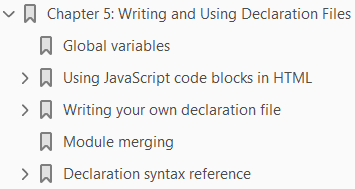 Chapter 5: Writing and Using Declaration Files
Global variables
Using JavaScript code blocks in HTML
Writing your own declaration file
Module merging
Declaration syntax reference